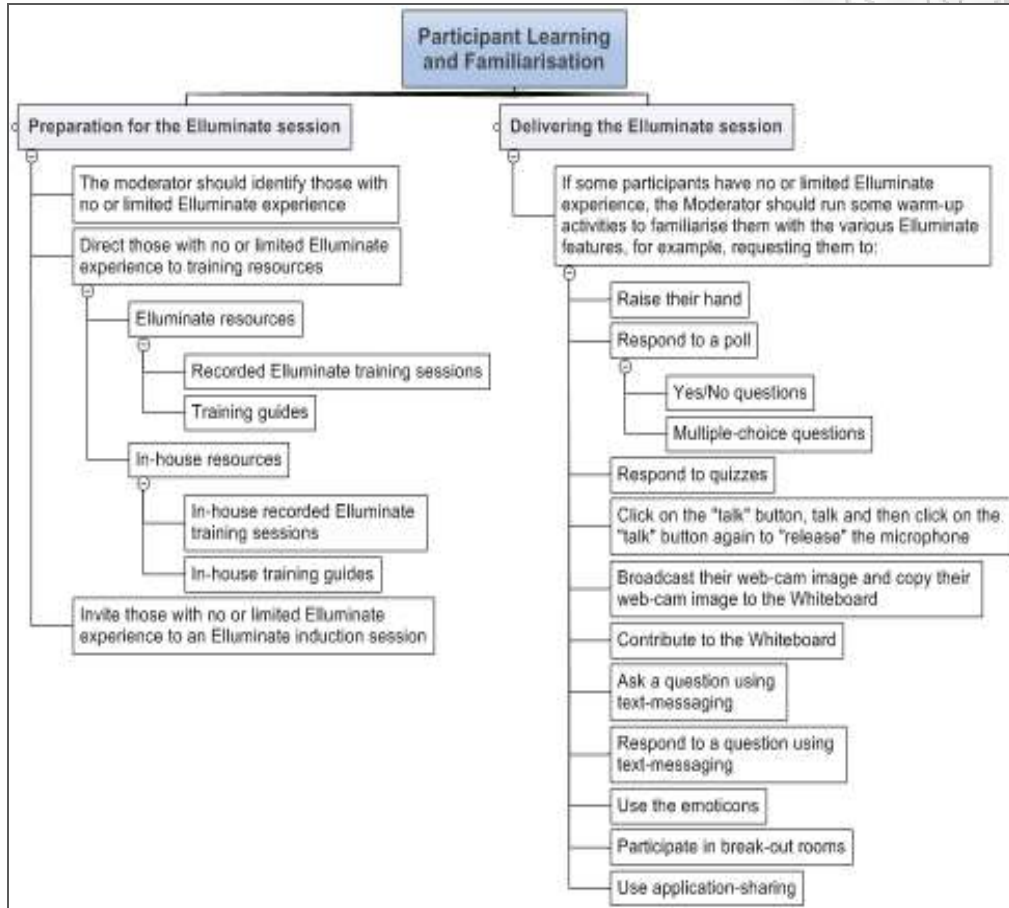 Participant Learning
and Familiarisation
Preparation for the Elluminate session
The moderator should identify those with
no or limited Elluminate experience
Direct those with no or limited Elluminate
experience to training resources
Elluminate resources
Recorded Elluminate training sessions
Training guides
In-house resources
In-house recorded Elluminate
training sessions
In-house training guides
Invite those with no or limited Elluminate
experience to an Elluminate induction session
Delivering the Elluminate session
If some participants have no or limited Elluminate
experience, the Moderator should run some warm-up
activities to familiarise them with the various Elluminate
features, for example, requesting them to:
Raise their hand
Respond to a poll
Yes/No questions
Multiple-choice questions
Respond to quizzes
Click on the "talk" button, talk and then click on the
"talk" button again to "release" the microphone
Broadcast their web-cam image and copy their
web-cam image to the Whiteboard
Contribute to the Whiteboard
Ask a question using
text-messaging
Respond to a question using
text-messaging
Use the emoticons
Participate in break-out rooms
Use application-sharing